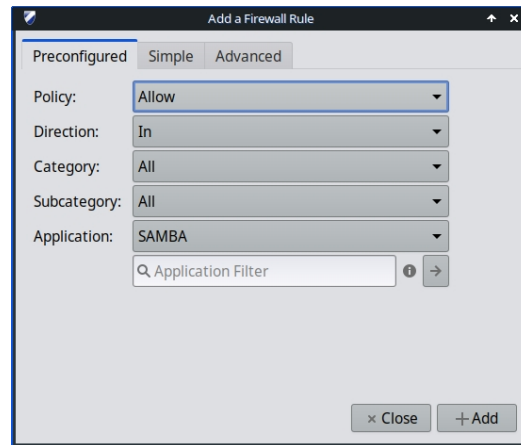 Add a Firewall Rule
Preconfigured Simple Advanced
Policy: Allow
Direction: In
Category: All
Subcategory: All
Application: SAMBA
Application Filter
Close Add